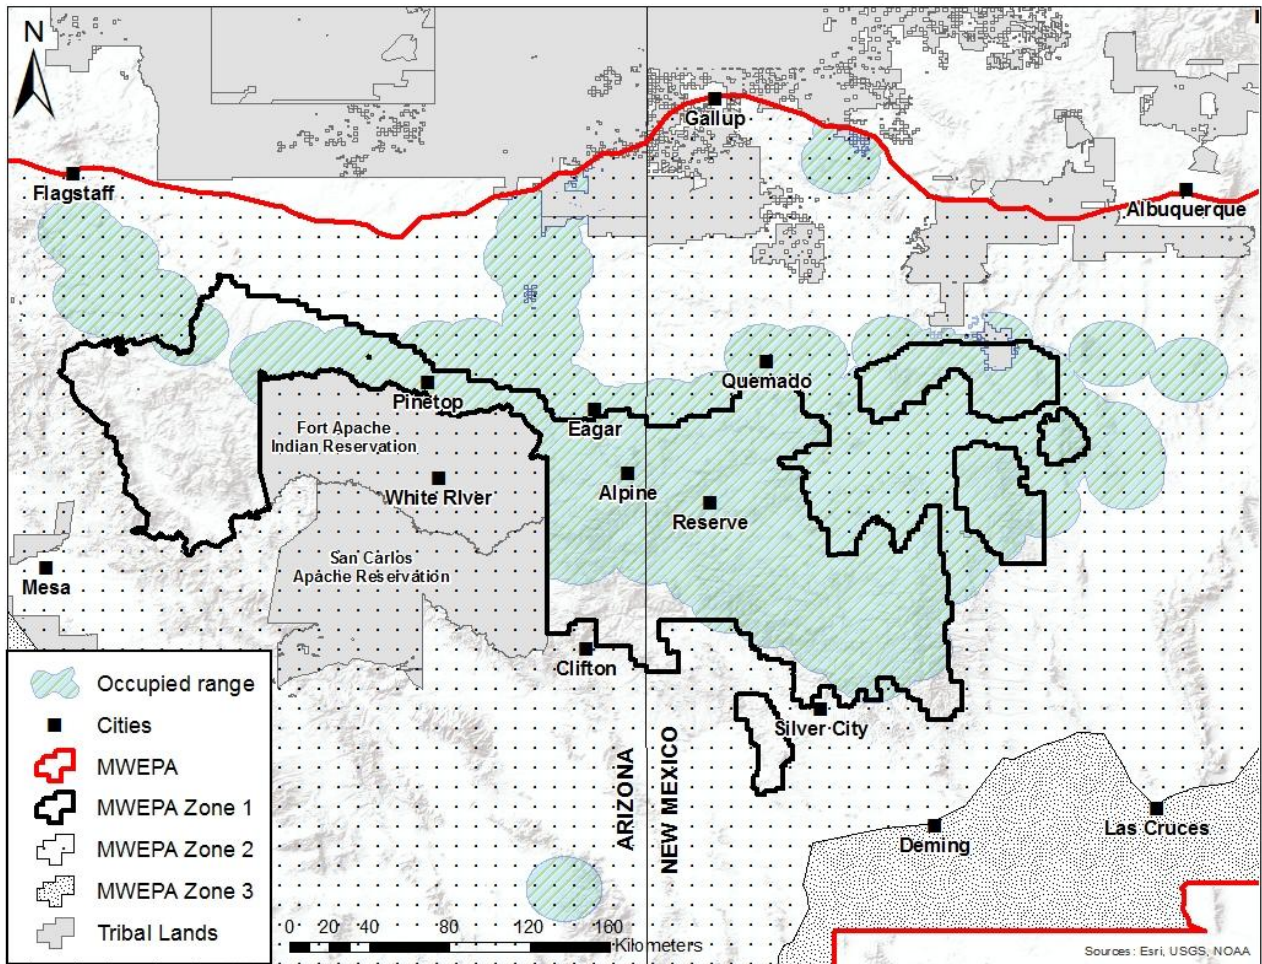 N
Gallup
Flagstaff
Albuquerque
Quemado
Pinetop
Eagar
Fort Apache
Indian Reservation
White RIver
Alpine
Reserve
San Carlos
Apache Reservation
Mesa
Clifton
Silver City
ARIZONA
NEW MEXICO
Las Cruces
Deming
Occupied range
Cities
MWEPA
MWEPA Zone 1
MWEPA Zone 2
MWEPA Zone 3
Tribal Lands
0 20 40 80 120 160
Kilometers
Sources: Esri, USGS, NOAA